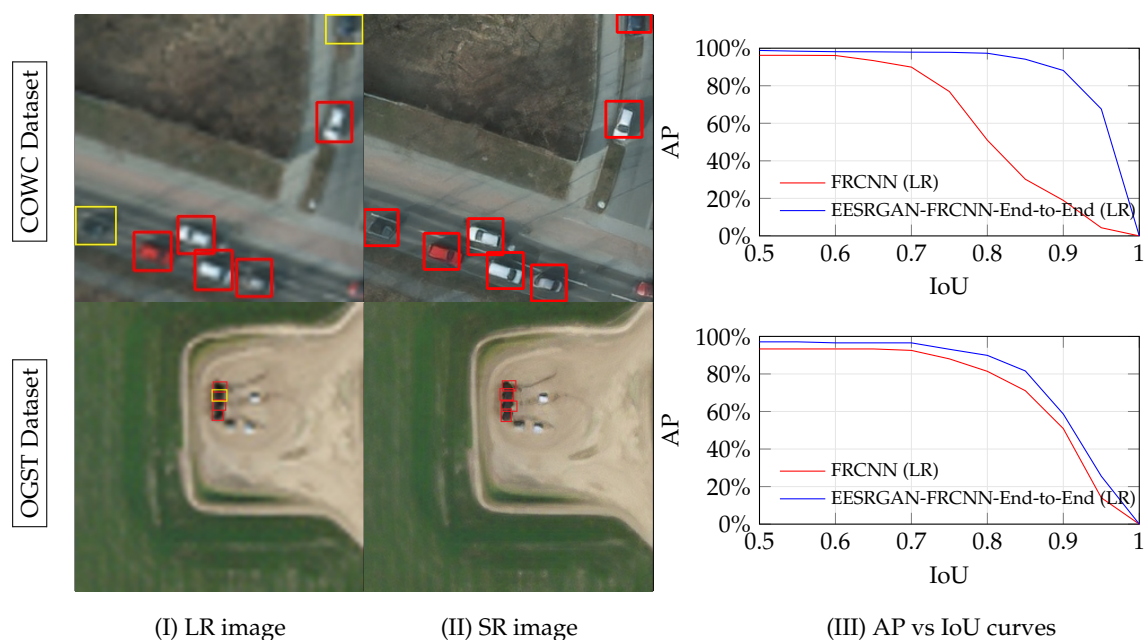 COWC Dataset
100%
80%
60%
40%
20%
0%
AP
FRCNN (LR)
EESRGAN-FRCNN-End-to-End (LR)
0.5 0.6 0.7 0.8 0.9 1
IoU
OGST Dataset
100%
80%
60%
40%
20%
0%
AP
FRCNN (LR)
EESRGAN-FRCNN-End-to-End (LR)
0.5 0.6 0.7 0.8 0.9 1
IoU
(I) LR image (II) SR image (III) AP vs IoU curves